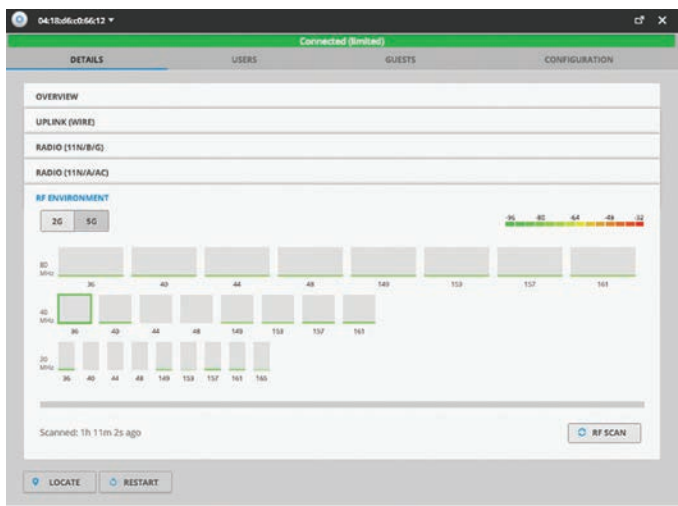 04:18:d6:c0:66:12
Connected (limited)
DETAILS USERS GUESTS CONFIGURATION
OVERVIEW
UPLINK (WIRE)
RADIO (11N/B/G)
RADIO (11N/A/AC)
RF ENVIRONMENT
2G 5G
-96 -80 -64 -48 -32
80 MHz
36 40 44 48 149 153 157 161
40 MHz
36 40 44 48 149 153 157 161
20 MHz
36 40 44 48 149 153 157 161 165
Scanned: 1h 11m 2s ago
RF SCAN
LOCATE RESTART